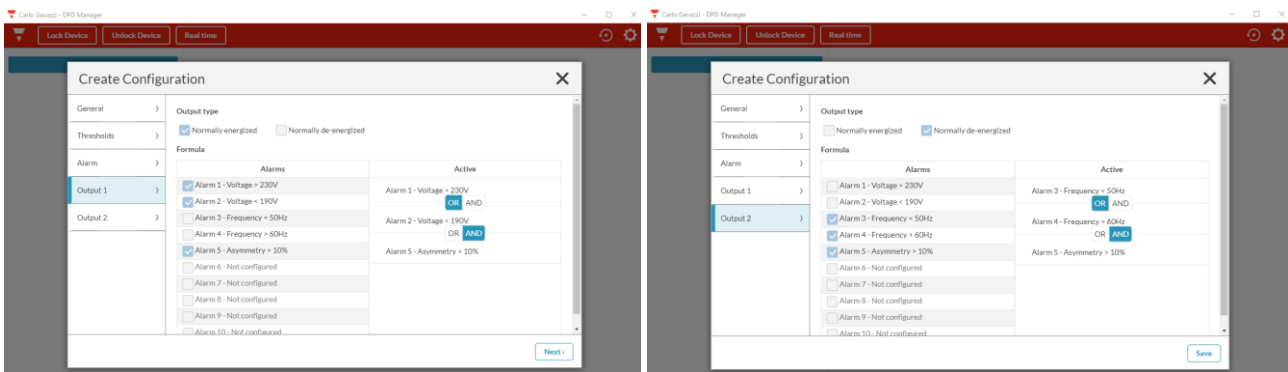 Carlo Gavazzi - DPD Manager
Lock Device Unlock Device Real time
Create Configuration
General
Thresholds
Alarm
Output 1
Output 2
Output type
Normally energized Normally de-energized
Formula
Alarms Active
Alarm 1 - Voltage > 230V
Alarm 2 - Voltage < 190V
Alarm 3 - Frequency < 50Hz
Alarm 4 - Frequency > 60Hz
Alarm 5 - Asymmetry > 10%
Alarm 6 - Not configured
Alarm 7 - Not configured
Alarm 8 - Not configured
Alarm 9 - Not configured
Alarm 10 - Not configured
Alarm 1 - Voltage > 230V
OR AND
Alarm 2 - Voltage < 190V
OR AND
Alarm 5 - Asymmetry > 10%
Next ›
Carlo Gavazzi - DPD Manager
Lock Device Unlock Device Real time
Create Configuration
General
Thresholds
Alarm
Output 1
Output 2
Output type
Normally energized Normally de-energized
Formula
Alarms Active
Alarm 1 - Voltage > 230V
Alarm 2 - Voltage < 190V
Alarm 3 - Frequency < 50Hz
Alarm 4 - Frequency > 60Hz
Alarm 5 - Asymmetry > 10%
Alarm 6 - Not configured
Alarm 7 - Not configured
Alarm 8 - Not configured
Alarm 9 - Not configured
Alarm 10 - Not configured
Alarm 3 - Frequency < 50Hz
OR AND
Alarm 4 - Frequency > 60Hz
OR AND
Alarm 5 - Asymmetry > 10%
Save